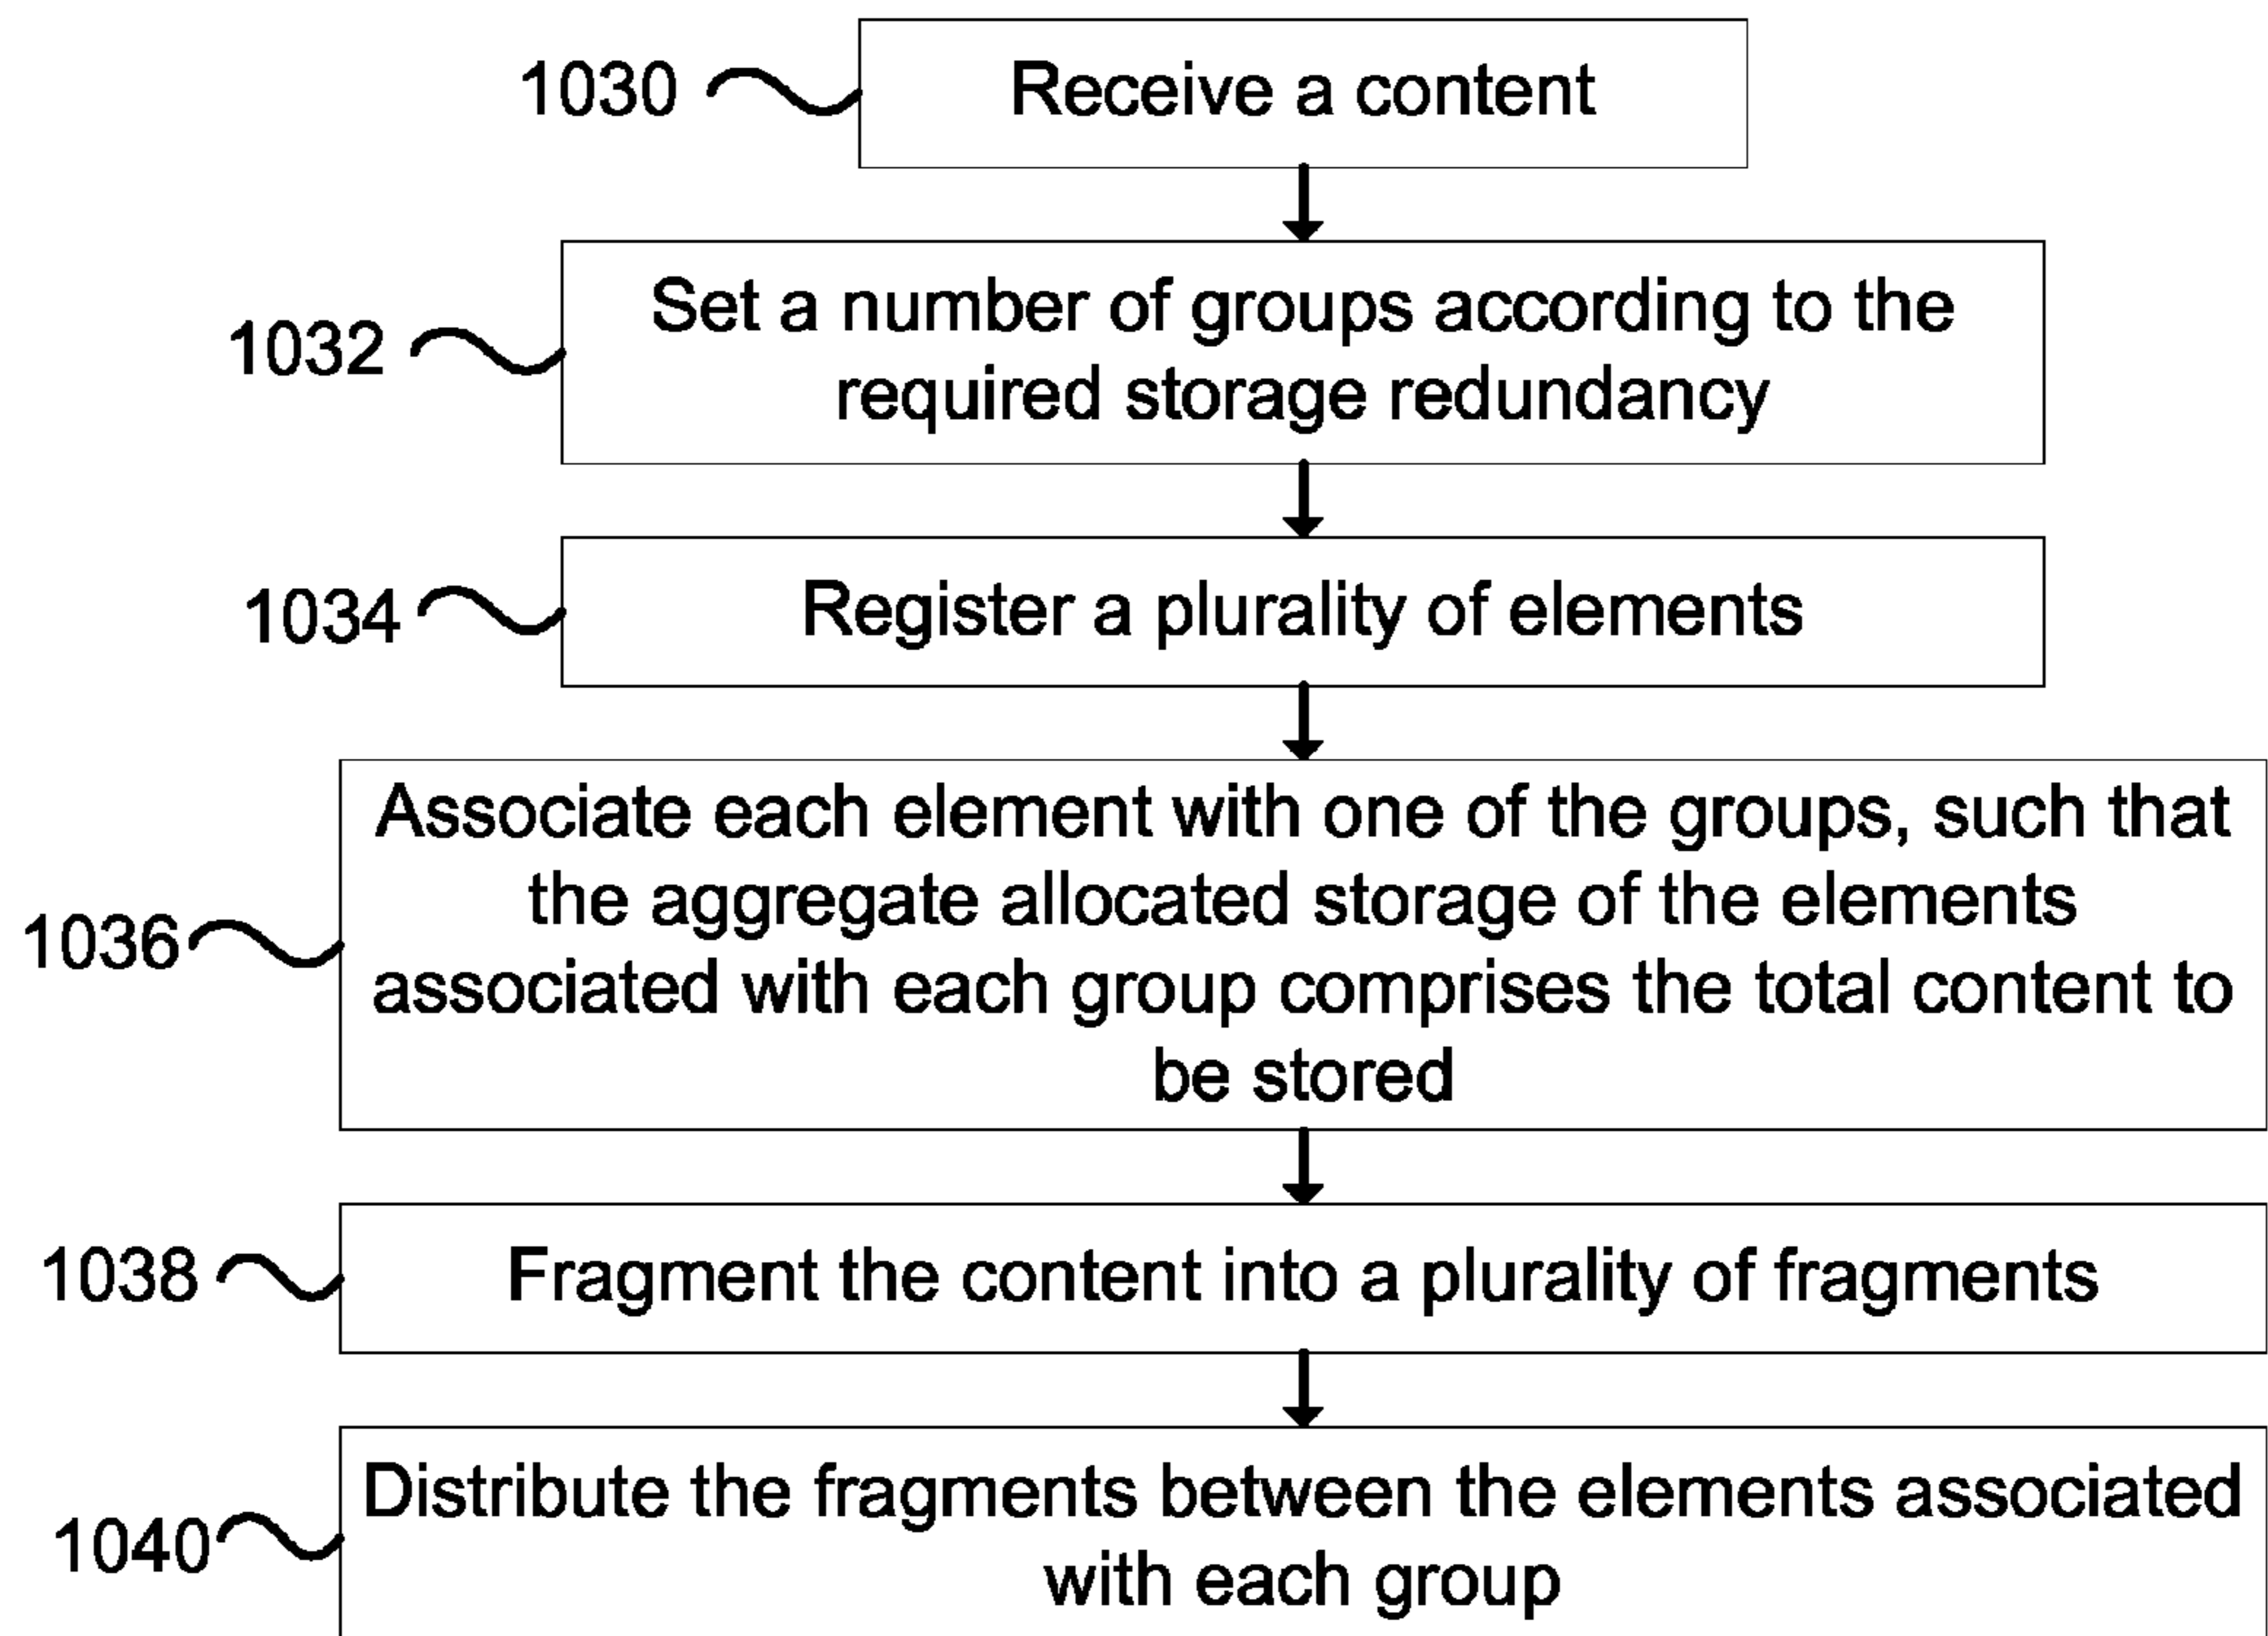 1030
Receive a content
1032
Set a number of groups according to the
required storage redundancy
1034
Register a plurality of elements
1036
Associate each element with one of the groups, such that
the aggregate allocated storage of the elements
associated with each group comprises the total content to
be stored
1038
Fragment the content into a plurality of fragments
1040
Distribute the fragments between the elements associated
with each group